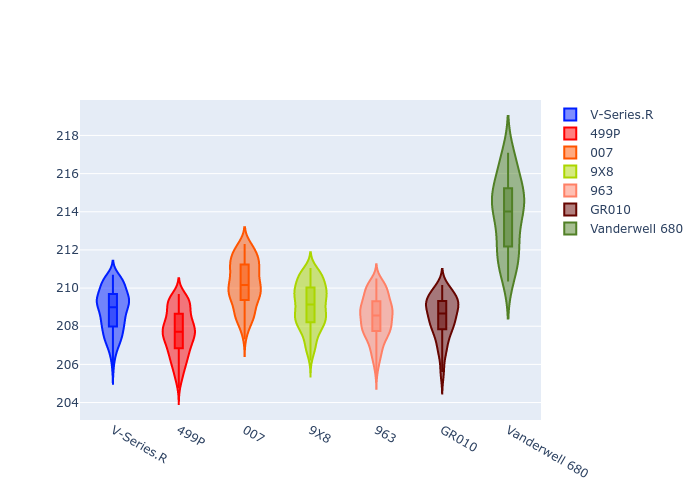 218
216
214
212
210
208
206
204
V-Series.R
499P
007
9X8
963
GR010
Vanderwell 680
V-Series.R
499P
007
9X8
963
GR010
Vanderwell 680